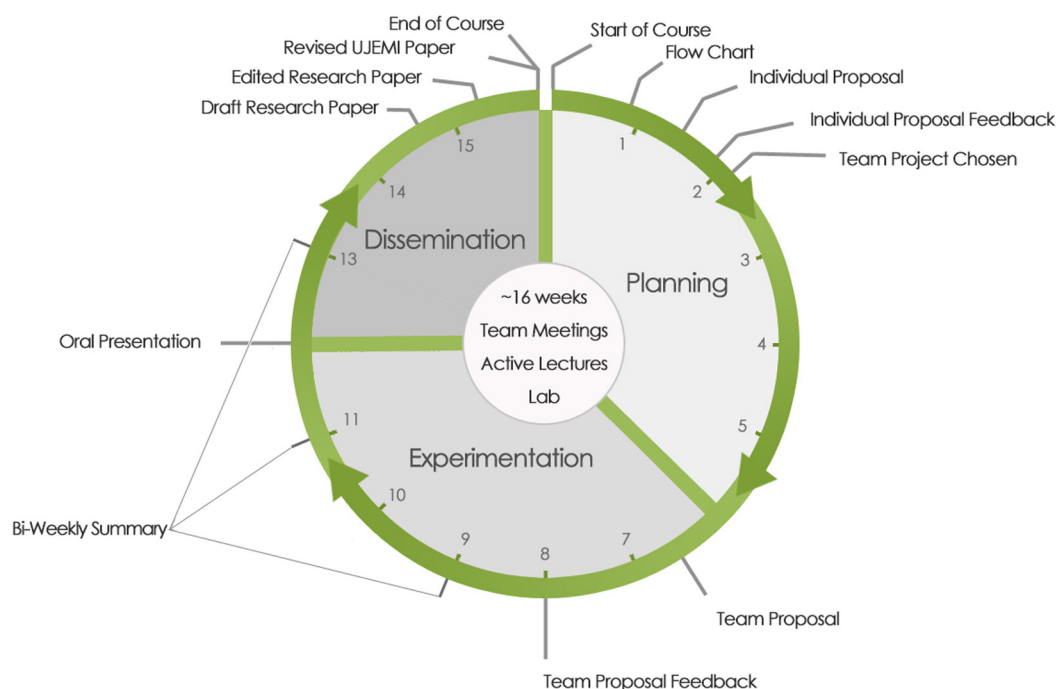 End of Course
Start of Course
Revised UJEMI Paper
Flow Chart
Edited Research Paper
Individual Proposal
Draft Research Paper
Individual Proposal Feedback
Team Project Chosen
15
1
14
2
Dissemination
13
3
Planning
~16 weeks
Team Meetings
Active Lectures
Lab
Oral Presentation
4
11
5
Experimentation
10
9
8
7
Bi-Weekly Summary
Team Proposal
Team Proposal Feedback